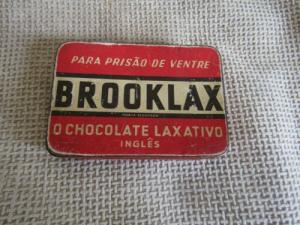 PARA PRISÃO DE VENTRE
BROOKLAX
O CHOCOLATE LAXATIVO
INGLÊS